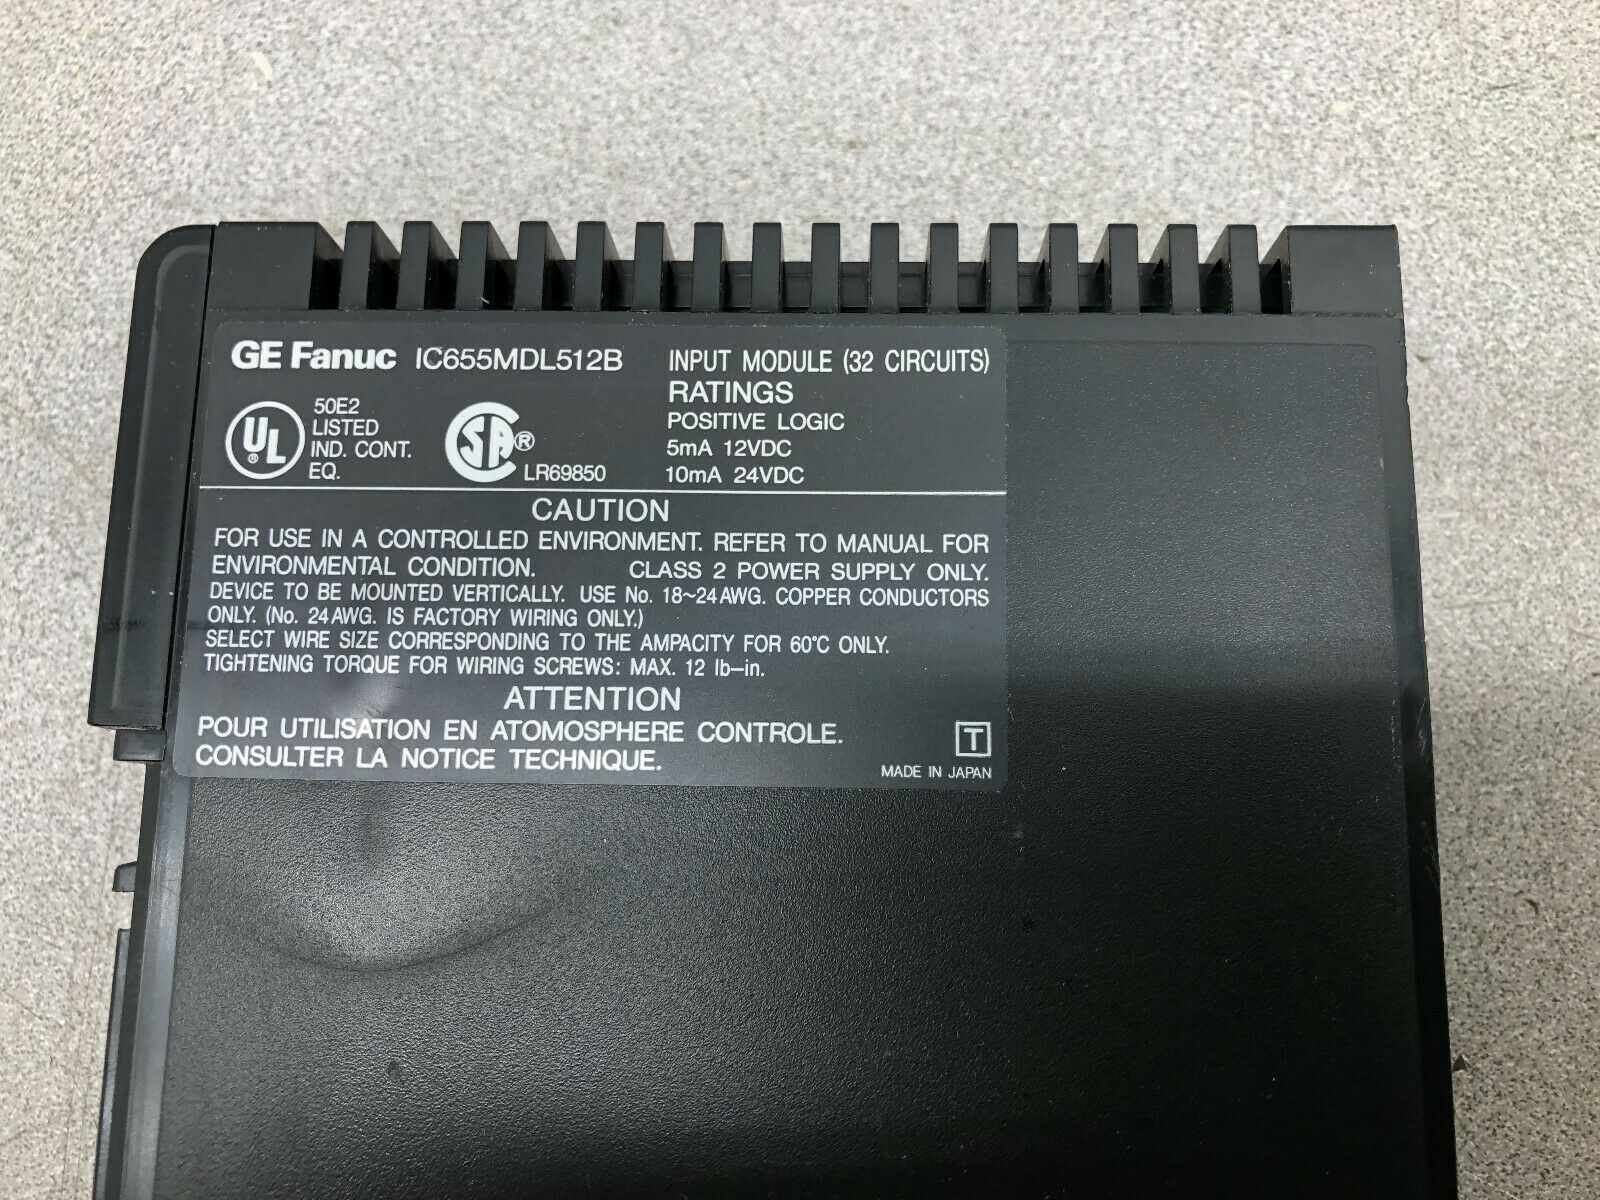 GE Fanuc IC655MDL512B
INPUT MODULE (32 CIRCUITS)
RATINGS
POSITIVE LOGIC
5mA 12VDC
10mA 24VDC
UL®
50E2
LISTED
IND. CONT.
EQ.
SA®
LR69850
CAUTION
FOR USE IN A CONTROLLED ENVIRONMENT. REFER TO MANUAL FOR
ENVIRONMENTAL CONDITION. CLASS 2 POWER SUPPLY ONLY.
DEVICE TO BE MOUNTED VERTICALLY. USE No. 18~24AWG. COPPER CONDUCTORS
ONLY. (No. 24AWG. IS FACTORY WIRING ONLY.)
SELECT WIRE SIZE CORRESPONDING TO THE AMPACITY FOR 60°C ONLY.
TIGHTENING TORQUE FOR WIRING SCREWS: MAX. 12 lb-in.
ATTENTION
POUR UTILISATION EN ATOMOSPHERE CONTROLE.
CONSULTER LA NOTICE TECHNIQUE.
T
MADE IN JAPAN